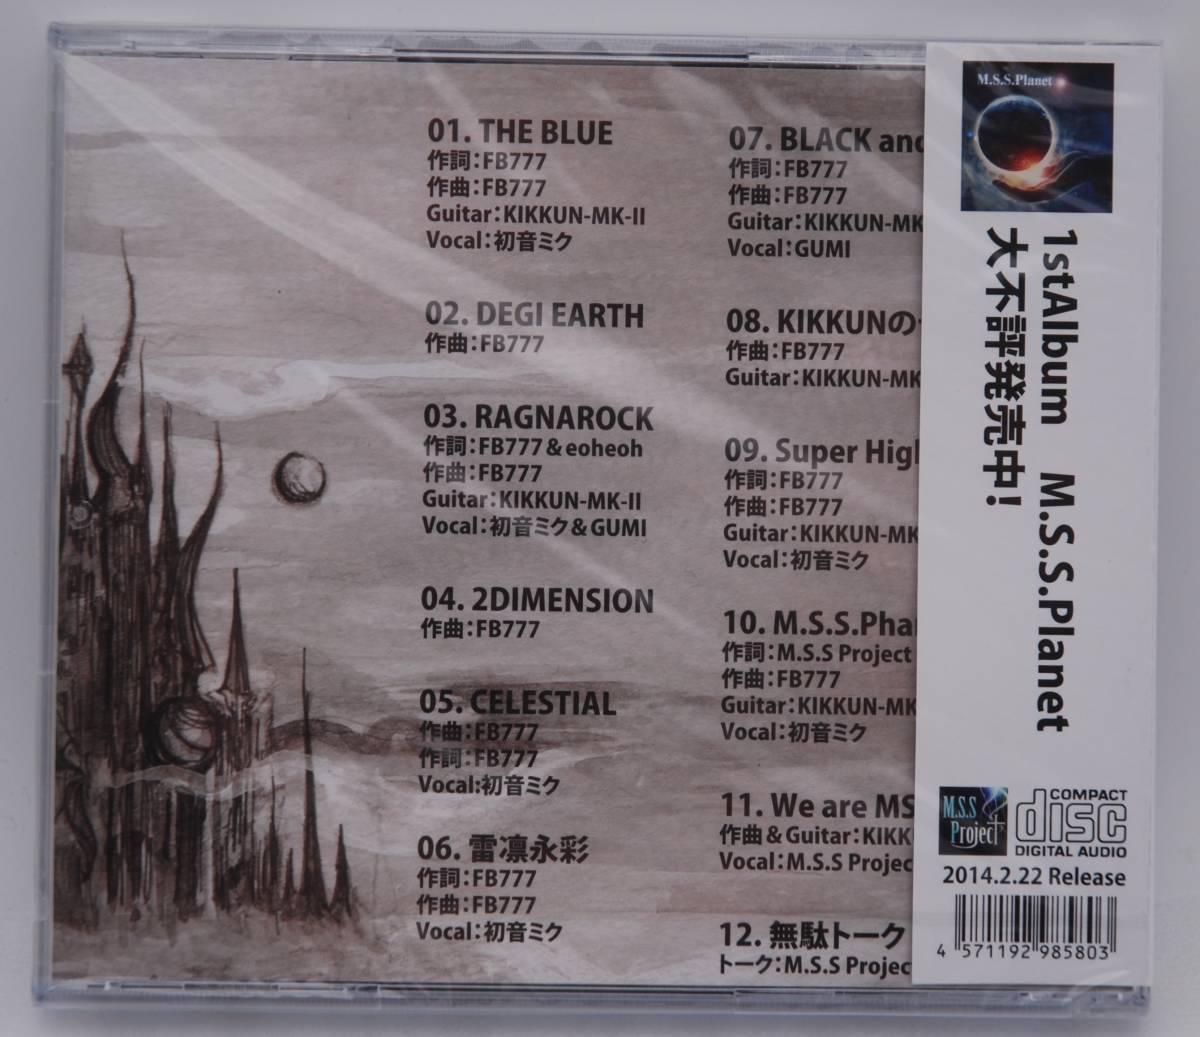 01. THE BLUE
作詞：FB777
作曲：FB777
Guitar：KIKKUN-MK-II
Vocal：初音ミク
02. DEGI EARTH
作曲：FB777
03. RAGNAROCK
作詞：FB777＆eoheoh
作曲：FB777
Guitar：KIKKUN-MK-II
Vocal：初音ミク＆GUMI
04. 2DIMENSION
作曲：FB777
05. CELESTIAL
作曲：FB777
作詞：FB777
Vocal:初音ミク
06. 雷凛永彩
作詞：FB777
作曲：FB777
Vocal：初音ミク
07. BLACK and
作詞：FB777
作曲：FB777
Guitar：KIKKUN-MK
Vocal：GUMI
08. KIKKUNの
作曲：FB777
Guitar：KIKKUN-MK
09. Super High
作詞：FB777
作曲：FB777
Guitar：KIKKUN-MK
Vocal：初音ミク
10. M.S.S.Phan
作詞：M.S.S Project
作曲：FB777
Guitar：KIKKUN-MK
Vocal：初音ミク
11. We are MS
作曲＆Guitar：KIKK
Vocal：M.S.S Projec
12. 無駄トーク
トーク：M.S.S Projec
M.S.S.Planet
1stAlbum M.S.S.Planet
大不評発売中！
M.S.S
Project
COMPACT
disc
DIGITAL AUDIO
2014.2.22 Release
4 571192 985803